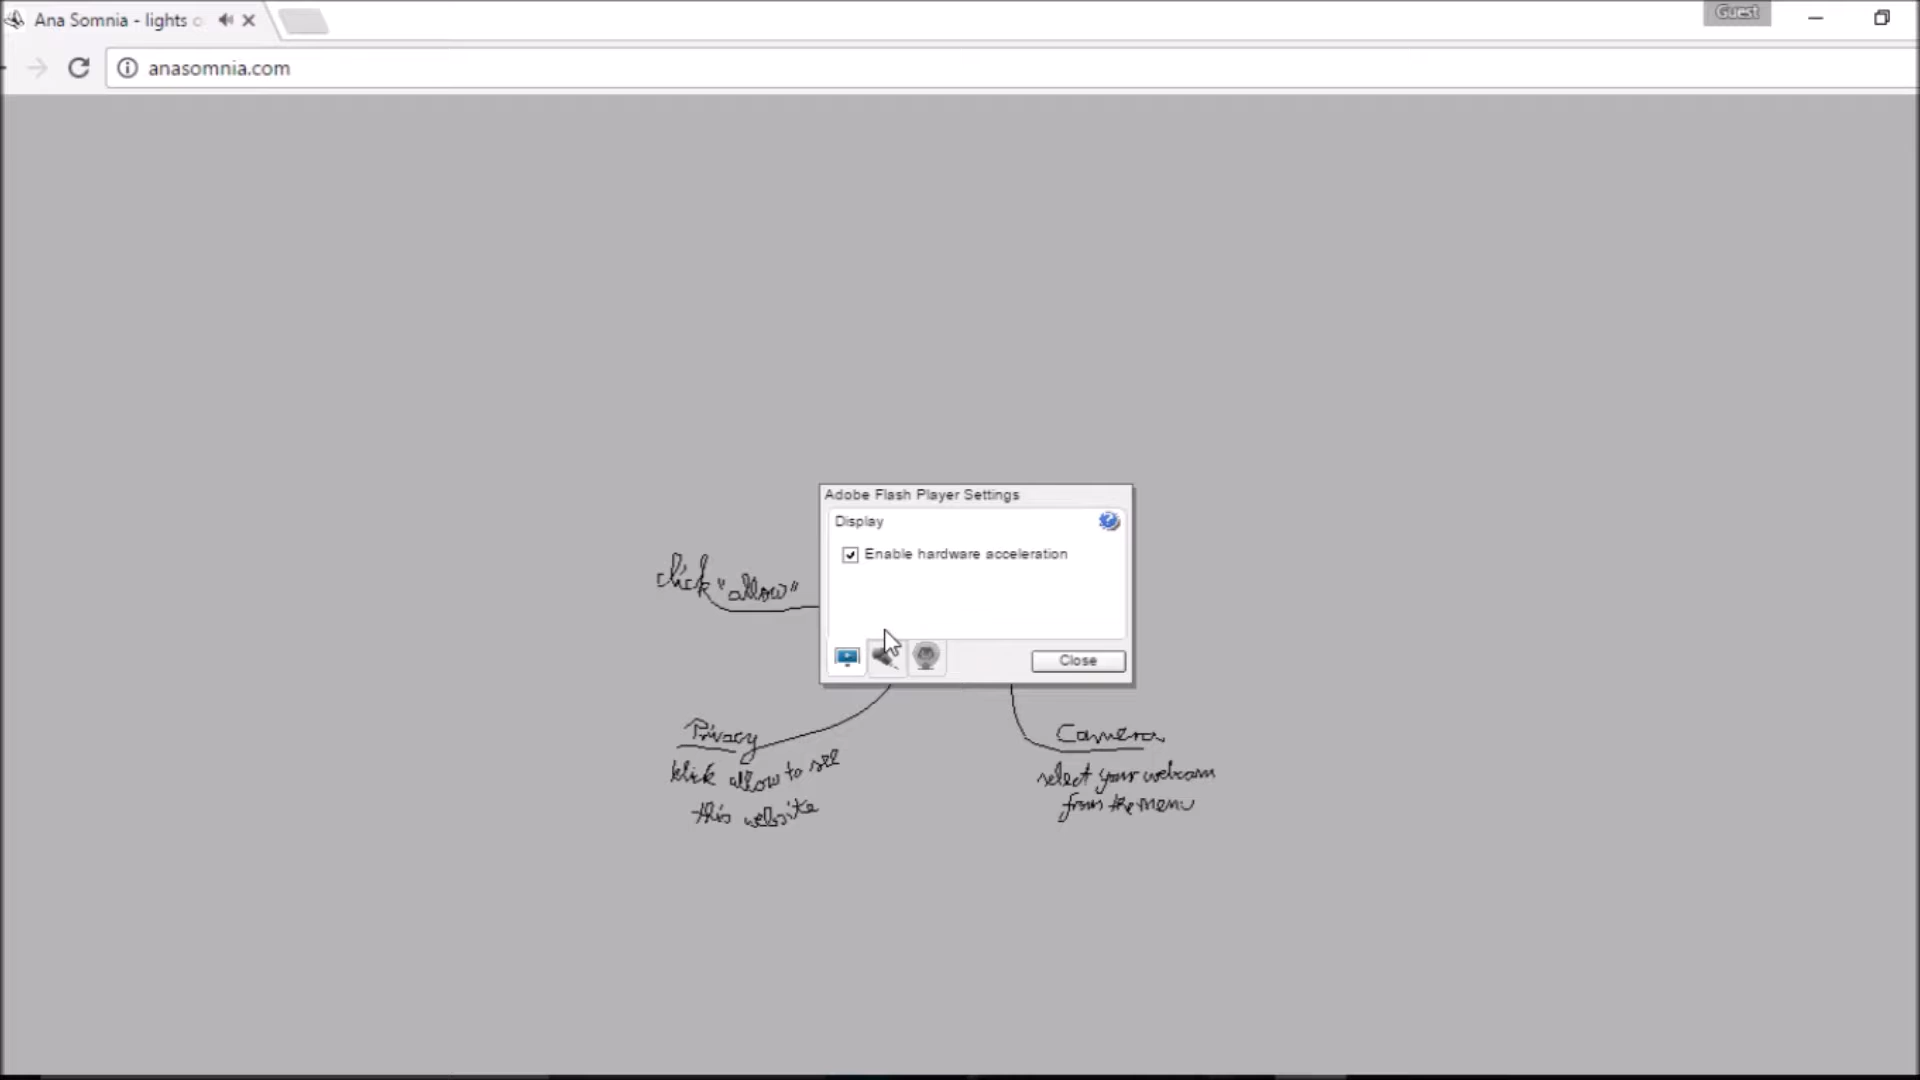 Ana Somnia - lights
Guest
anasomnia.com
Adobe Flash Player Settings
Display
Enable hardware acceleration
click "allow"
Close
Privacy
klick allow to see
this website
Camera
select your webcam
from the menu